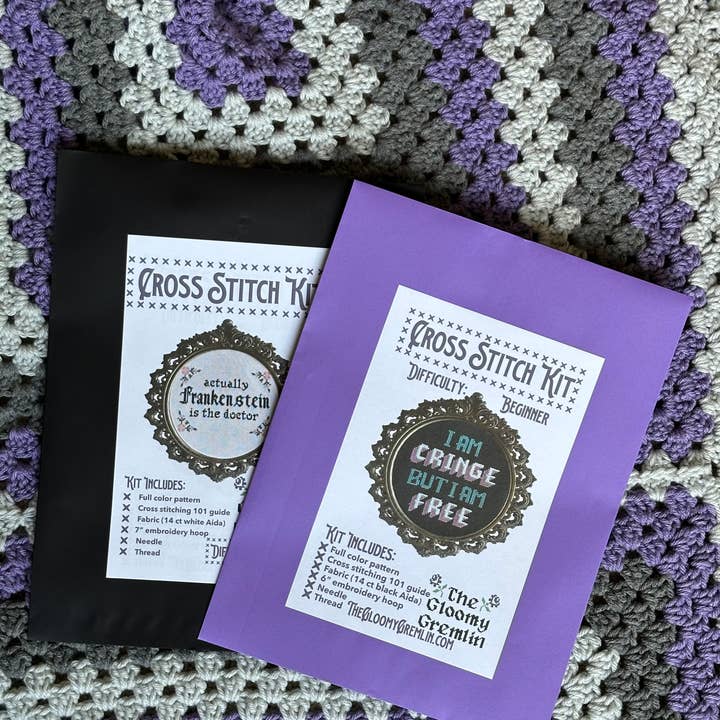 Cross Stitch Kit
actually
Frankenstein
is the doctor
Kit Includes:
Full color pattern
Cross stitching 101 guide
Fabric (14 ct white Aida)
7" embroidery hoop
Needle
Thread
Cross Stitch Kit
Difficulty: Beginner
I AM
CRINGE
BUT I AM
FREE
Kit Includes:
Full color pattern
Cross stitching 101 guide
Fabric (14 ct black Aida)
6" embroidery hoop
Needle
Thread
The
Gloomy
Gremlin
TheGloomyGremlin.com